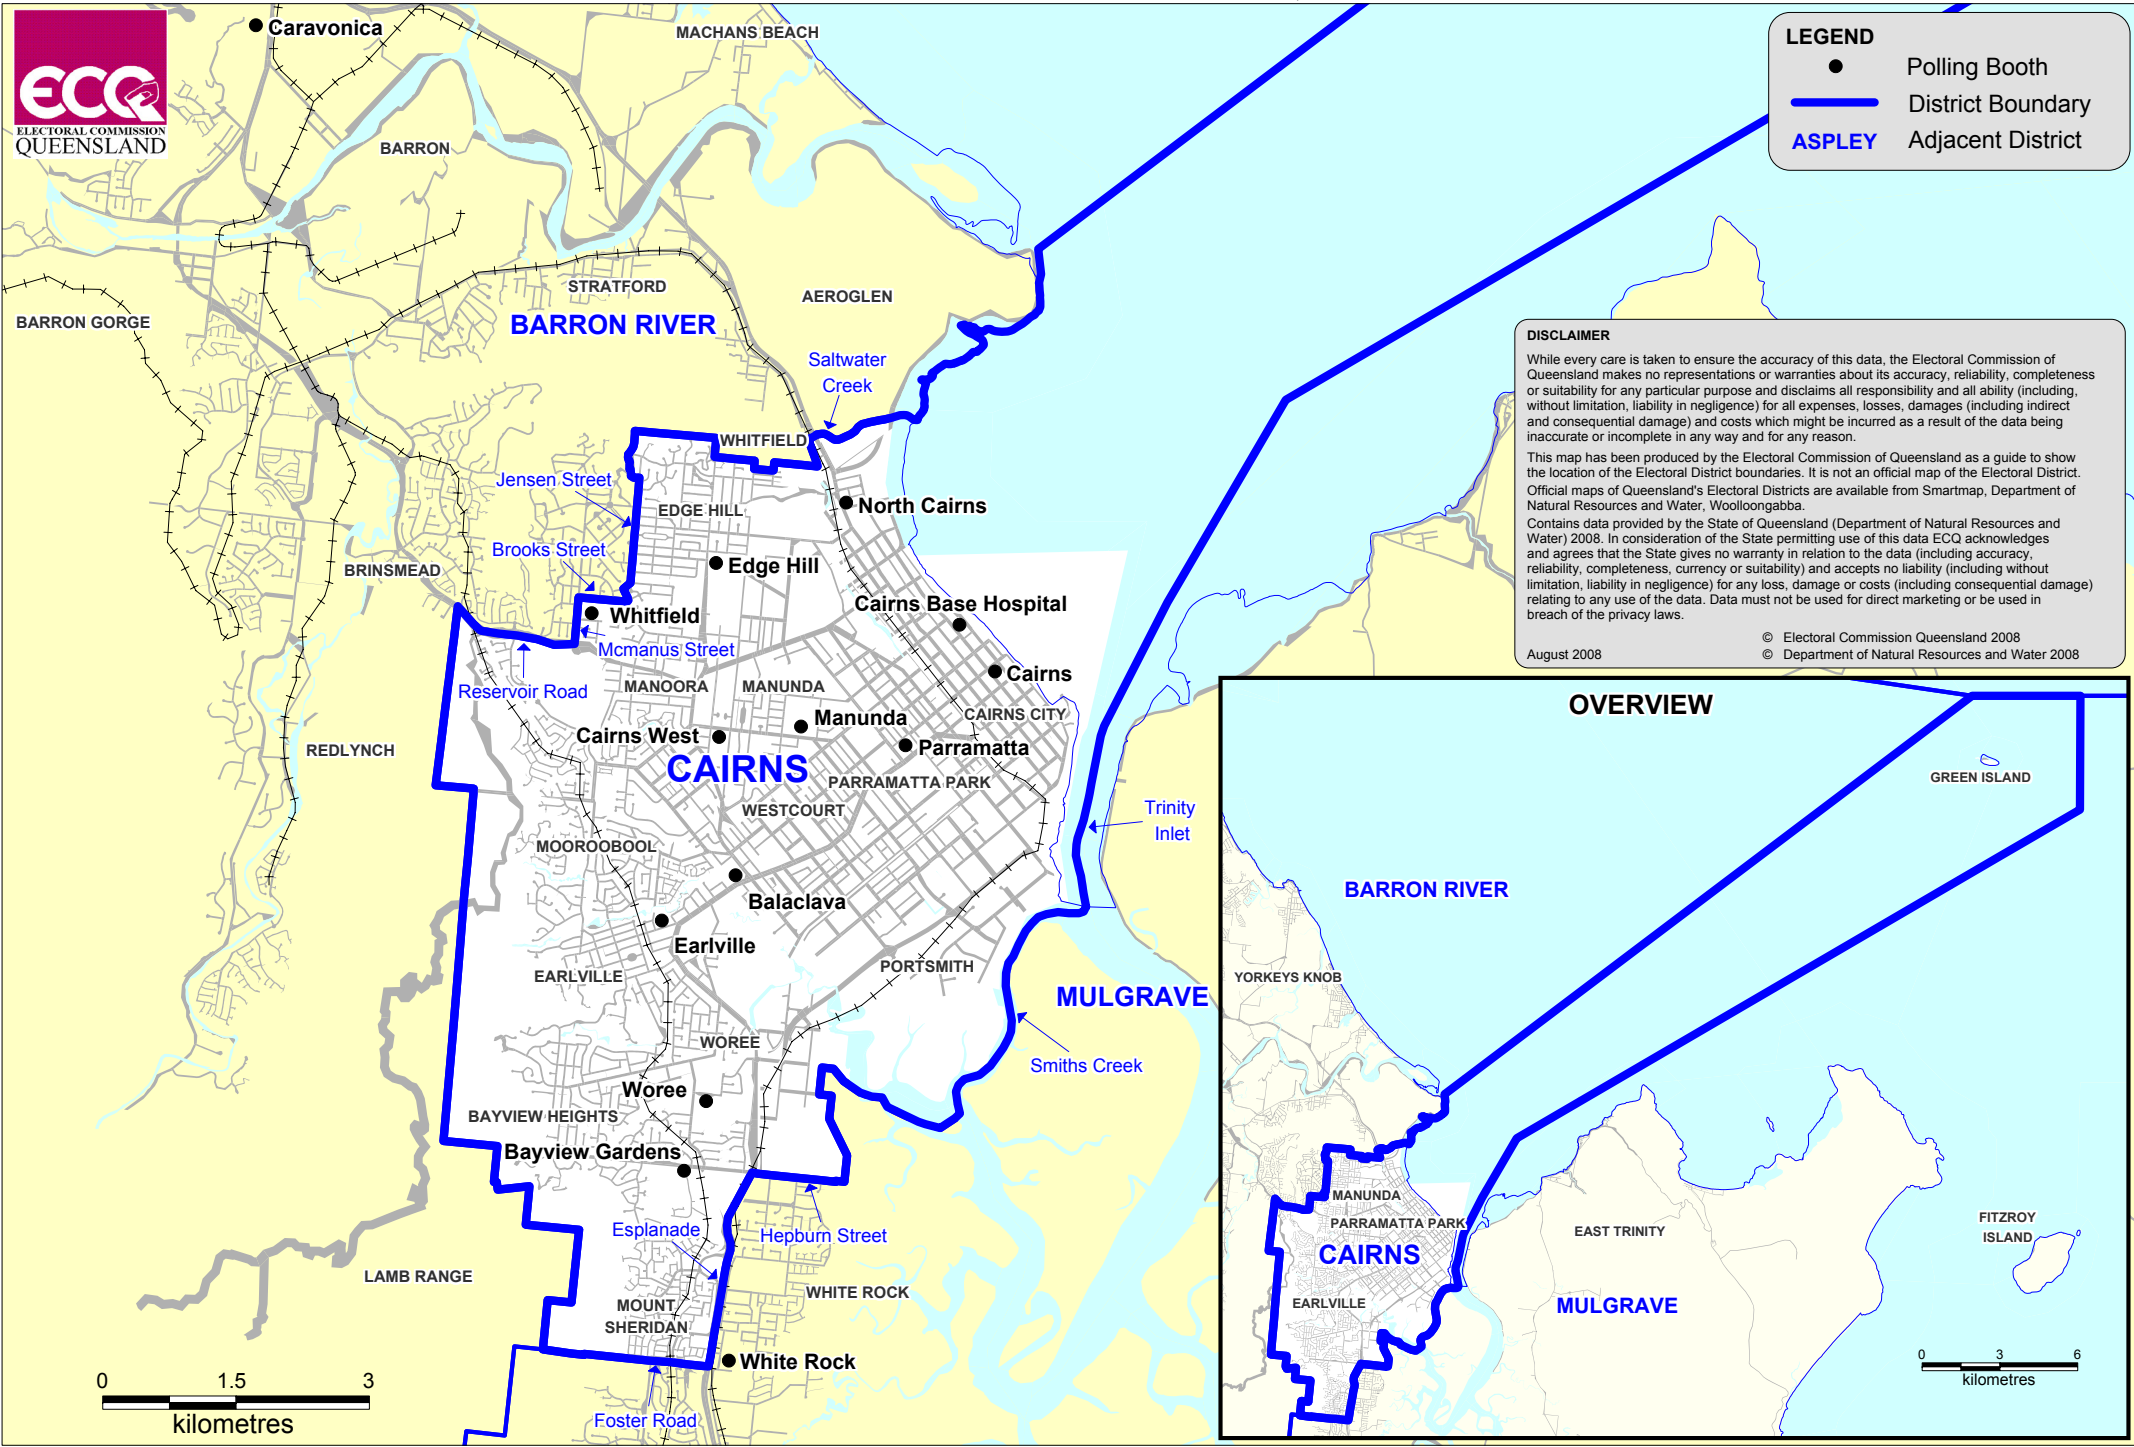 ECQ
ELECTORAL COMMISSION
QUEENSLAND
Caravonica
MACHANS BEACH
BARRON
LEGEND
Polling Booth
District Boundary
ASPLEY Adjacent District
STRATFORD
AEROGLEN
BARRON GORGE
BARRON RIVER
Saltwater
Creek
WHITFIELD
Jensen Street
EDGE HILL
North Cairns
Brooks Street
Edge Hill
BRINSMEAD
Whitfield
Cairns Base Hospital
Mcmanus Street
Cairns
Reservoir Road
MANOORA
MANUNDA
CAIRNS CITY
Manunda
Cairns West
Parramatta
REDLYNCH
CAIRNS
PARRAMATTA PARK
WESTCOURT
Trinity
Inlet
MOOROOBOOL
Balaclava
Earlville
EARLVILLE
PORTSMITH
MULGRAVE
WOREE
Smiths Creek
Woree
BAYVIEW HEIGHTS
Bayview Gardens
Esplanade
Hepburn Street
LAMB RANGE
WHITE ROCK
MOUNT
SHERIDAN
White Rock
Foster Road
0 1.5 3
kilometres
DISCLAIMER
While every care is taken to ensure the accuracy of this data, the Electoral Commission of
Queensland makes no representations or warranties about its accuracy, reliability, completeness
or suitability for any particular purpose and disclaims all responsibility and all ability (including,
without limitation, liability in negligence) for all expenses, losses, damages (including indirect
and consequential damage) and costs which might be incurred as a result of the data being
inaccurate or incomplete in any way and for any reason.
This map has been produced by the Electoral Commission of Queensland as a guide to show
the location of the Electoral District boundaries. It is not an official map of the Electoral District.
Official maps of Queensland's Electoral Districts are available from Smartmap, Department of
Natural Resources and Water, Woolloongabba.
Contains data provided by the State of Queensland (Department of Natural Resources and
Water) 2008. In consideration of the State permitting use of this data ECQ acknowledges
and agrees that the State gives no warranty in relation to the data (including accuracy,
reliability, completeness, currency or suitability) and accepts no liability (including without
limitation, liability in negligence) for any loss, damage or costs (including consequential damage)
relating to any use of the data. Data must not be used for direct marketing or be used in
breach of the privacy laws.
© Electoral Commission Queensland 2008
August 2008 © Department of Natural Resources and Water 2008
OVERVIEW
GREEN ISLAND
BARRON RIVER
YORKEYS KNOB
MANUNDA
PARRAMATTA PARK
CAIRNS
EARLVILLE
EAST TRINITY
FITZROY
ISLAND
MULGRAVE
0 3 6
kilometres